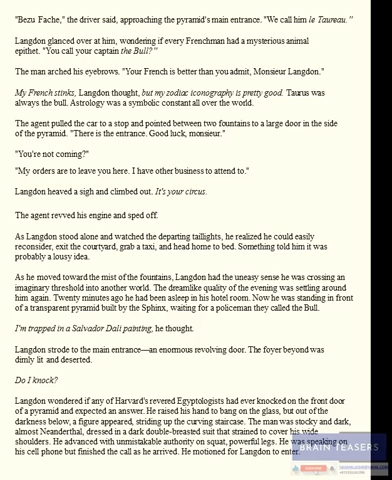 "Bezu Fache," the driver said, approaching the pyramid's main entrance. "We call him le Taureau."
Langdon glanced over at him, wondering if every Frenchman had a mysterious animal
epithet. "You call your captain the Bull?"
The man arched his eyebrows. "Your French is better than you admit, Monsieur Langdon."
My French stinks, Langdon thought, but my zodiac iconography is pretty good. Taurus was
always the bull. Astrology was a symbolic constant all over the world.
The agent pulled the car to a stop and pointed between two fountains to a large door in the side
of the pyramid. "There is the entrance. Good luck, monsieur."
"You're not coming?"
"My orders are to leave you here. I have other business to attend to."
Langdon heaved a sigh and climbed out. It's your circus.
The agent revved his engine and sped off.
As Langdon stood alone and watched the departing taillights, he realized he could easily
reconsider, exit the courtyard, grab a taxi, and head home to bed. Something told him it was
probably a lousy idea.
As he moved toward the mist of the fountains, Langdon had the uneasy sense he was crossing an
imaginary threshold into another world. The dreamlike quality of the evening was settling around
him again. Twenty minutes ago he had been asleep in his hotel room. Now he was standing in front
of a transparent pyramid built by the Sphinx, waiting for a policeman they called the Bull.
I'm trapped in a Salvador Dali painting, he thought.
Langdon strode to the main entrance—an enormous revolving door. The foyer beyond was
dimly lit and deserted.
Do I knock?
Langdon wondered if any of Harvard's revered Egyptologists had ever knocked on the front door
of a pyramid and expected an answer. He raised his hand to bang on the glass, but out of the
darkness below, a figure appeared, striding up the curving staircase. The man was stocky and dark,
almost Neanderthal, dressed in a dark double-breasted suit that strained to cover his wide
shoulders. He advanced with unmistakable authority on squat, powerful legs. He was speaking on
his cell phone but finished the call as he arrived. He motioned for Langdon to enter.
BRAIN TEASERS